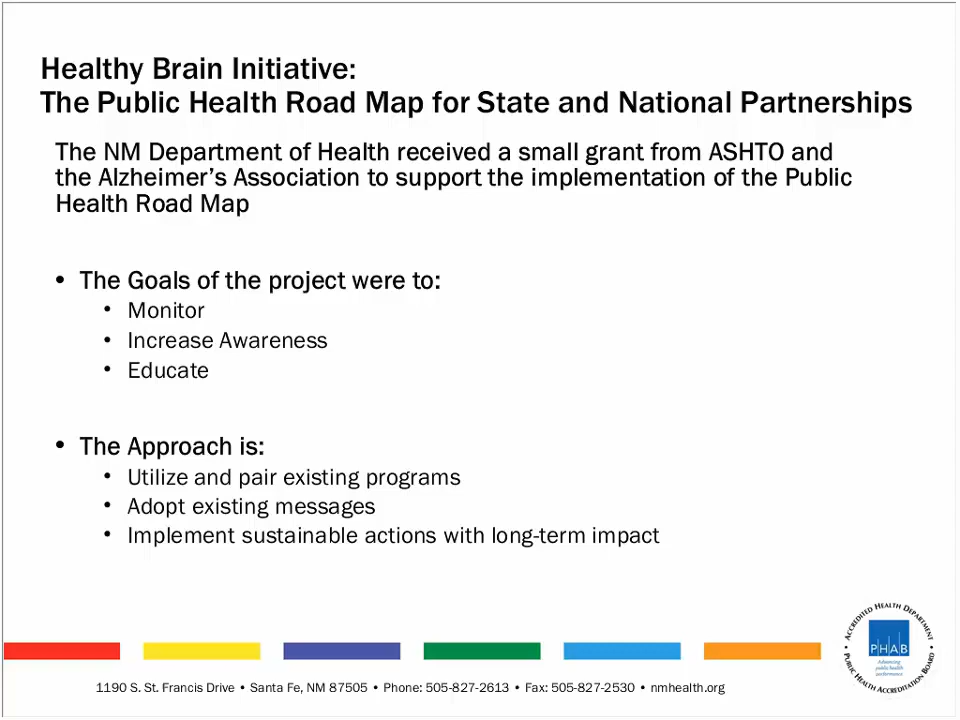 Healthy Brain Initiative:
The Public Health Road Map for State and National Partnerships
The NM Department of Health received a small grant from ASHTO and
the Alzheimer's Association to support the implementation of the Public
Health Road Map
• The Goals of the project were to:
• Monitor
• Increase Awareness
• Educate
• The Approach is:
• Utilize and pair existing programs
• Adopt existing messages
• Implement sustainable actions with long-term impact
ACCREDITED HEALTH DEPARTMENT
PHAB
Advancing
public health
performance
PUBLIC HEALTH ACCREDITATION BOARD
1190 S. St. Francis Drive • Santa Fe, NM 87505 • Phone: 505-827-2613 • Fax: 505-827-2530 • nmhealth.org